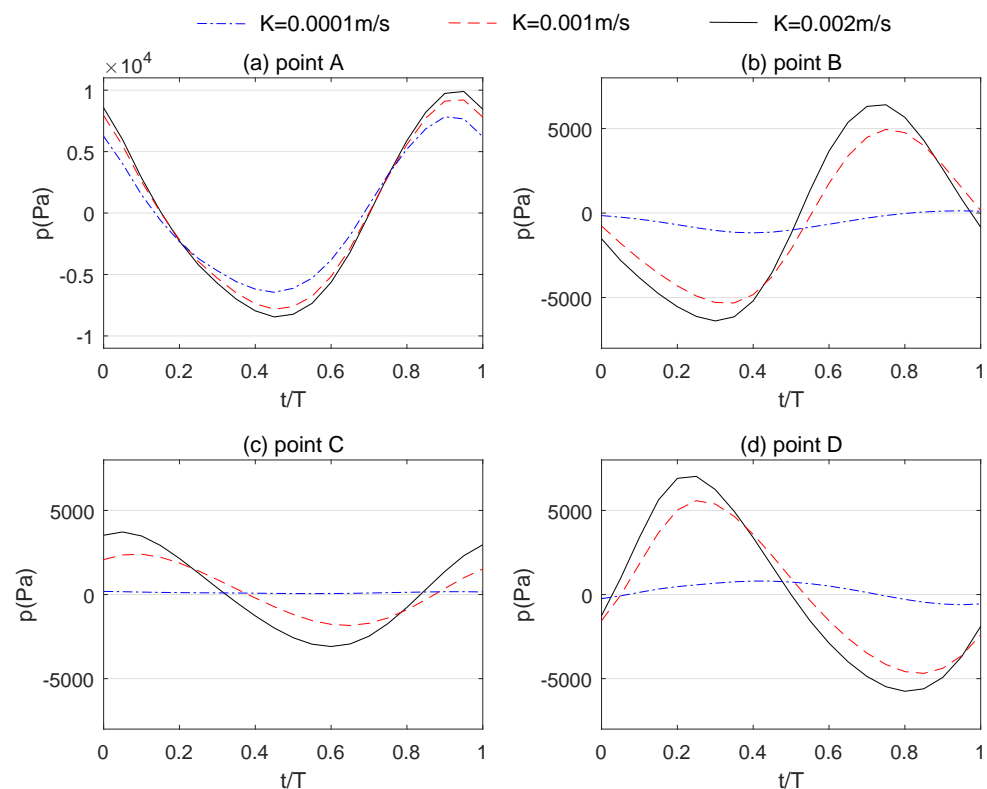 K=0.0001m/s K=0.001m/s K=0.002m/s
×10⁴
(a) point A
1
0.5
0
-0.5
-1
p(Pa)
0 0.2 0.4 0.6 0.8 1
t/T
(b) point B
5000
0
-5000
p(Pa)
0 0.2 0.4 0.6 0.8 1
t/T
(c) point C
5000
0
-5000
p(Pa)
0 0.2 0.4 0.6 0.8 1
t/T
(d) point D
5000
0
-5000
p(Pa)
0 0.2 0.4 0.6 0.8 1
t/T